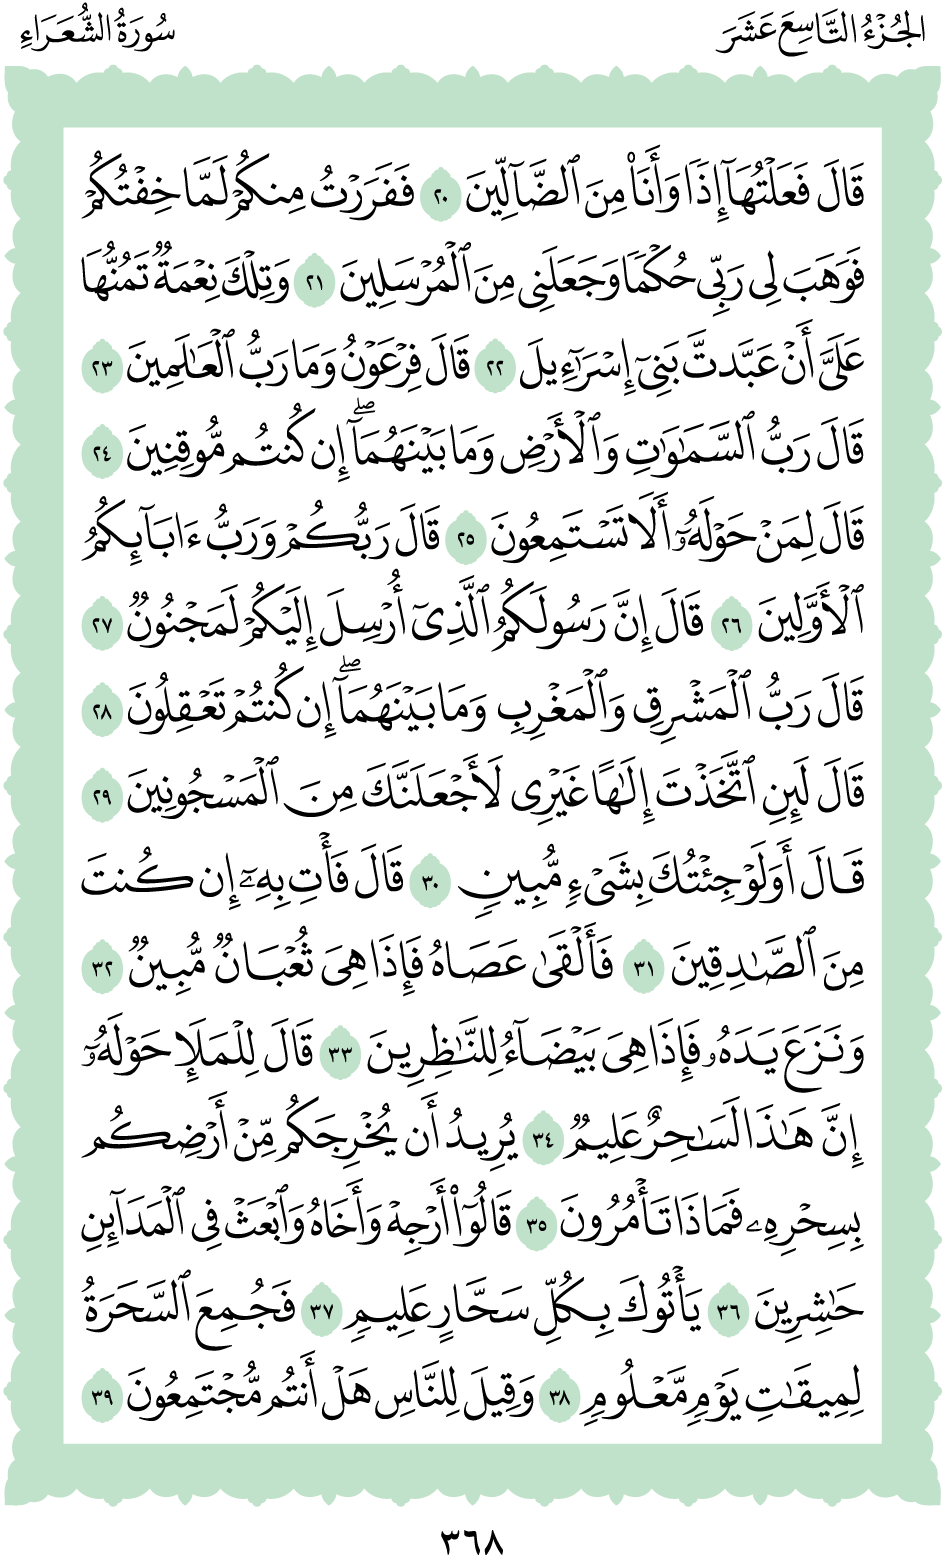 الجُزْءُ التَّاسِعَ عَشَرَ
سُورَةُ الشُّعَرَاءِ
قَالَ فَعَلْتُهَآ إِذٗا وَأَنَا۠ مِنَ ٱلضَّآلِّينَ ٢٠ فَفَرَرۡتُ مِنكُمۡ لَمَّا خِفۡتُكُمۡ
فَوَهَبَ لِي رَبِّي حُكۡمٗا وَجَعَلَنِي مِنَ ٱلۡمُرۡسَلِينَ ٢١ وَتِلۡكَ نِعۡمَةٞ تَمُنُّهَا
عَلَيَّ أَنۡ عَبَّدتَّ بَنِيٓ إِسۡرَٰٓءِيلَ ٢٢ قَالَ فِرۡعَوۡنُ وَمَا رَبُّ ٱلۡعَٰلَمِينَ ٢٣
قَالَ رَبُّ ٱلسَّمَٰوَٰتِ وَٱلۡأَرۡضِ وَمَا بَيۡنَهُمَآۖ إِن كُنتُم مُّوقِنِينَ ٢٤
قَالَ لِمَنۡ حَوۡلَهُۥٓ أَلَا تَسۡتَمِعُونَ ٢٥ قَالَ رَبُّكُمۡ وَرَبُّ ءَابَآئِكُمُ
ٱلۡأَوَّلِينَ ٢٦ قَالَ إِنَّ رَسُولَكُمُ ٱلَّذِيٓ أُرۡسِلَ إِلَيۡكُمۡ لَمَجۡنُونٞ ٢٧
قَالَ رَبُّ ٱلۡمَشۡرِقِ وَٱلۡمَغۡرِبِ وَمَا بَيۡنَهُمَآۖ إِن كُنتُمۡ تَعۡقِلُونَ ٢٨
قَالَ لَئِنِ ٱتَّخَذۡتَ إِلَٰهًا غَيۡرِي لَأَجۡعَلَنَّكَ مِنَ ٱلۡمَسۡجُونِينَ ٢٩
قَالَ أَوَلَوۡ جِئۡتُكَ بِشَيۡءٖ مُّبِينٖ ٣٠ قَالَ فَأۡتِ بِهِۦٓ إِن كُنتَ
مِنَ ٱلصَّٰدِقِينَ ٣١ فَأَلۡقَىٰ عَصَاهُ فَإِذَا هِيَ ثُعۡبَانٞ مُّبِينٞ ٣٢
وَنَزَعَ يَدَهُۥ فَإِذَا هِيَ بَيۡضَآءُ لِلنَّٰظِرِينَ ٣٣ قَالَ لِلۡمَلَإِ حَوۡلَهُۥٓ
إِنَّ هَٰذَا لَسَٰحِرٌ عَلِيمٞ ٣٤ يُرِيدُ أَن يُخۡرِجَكُم مِّنۡ أَرۡضِكُم
بِسِحۡرِهِۦ فَمَاذَا تَأۡمُرُونَ ٣٥ قَالُوٓاْ أَرۡجِهۡ وَأَخَاهُ وَٱبۡعَثۡ فِي ٱلۡمَدَآئِنِ
حَٰشِرِينَ ٣٦ يَأۡتُوكَ بِكُلِّ سَحَّارٍ عَلِيمٖ ٣٧ فَجُمِعَ ٱلسَّحَرَةُ
لِمِيقَٰتِ يَوۡمٖ مَّعۡلُومٖ ٣٨ وَقِيلَ لِلنَّاسِ هَلۡ أَنتُم مُّجۡتَمِعُونَ ٣٩
٣٦٨